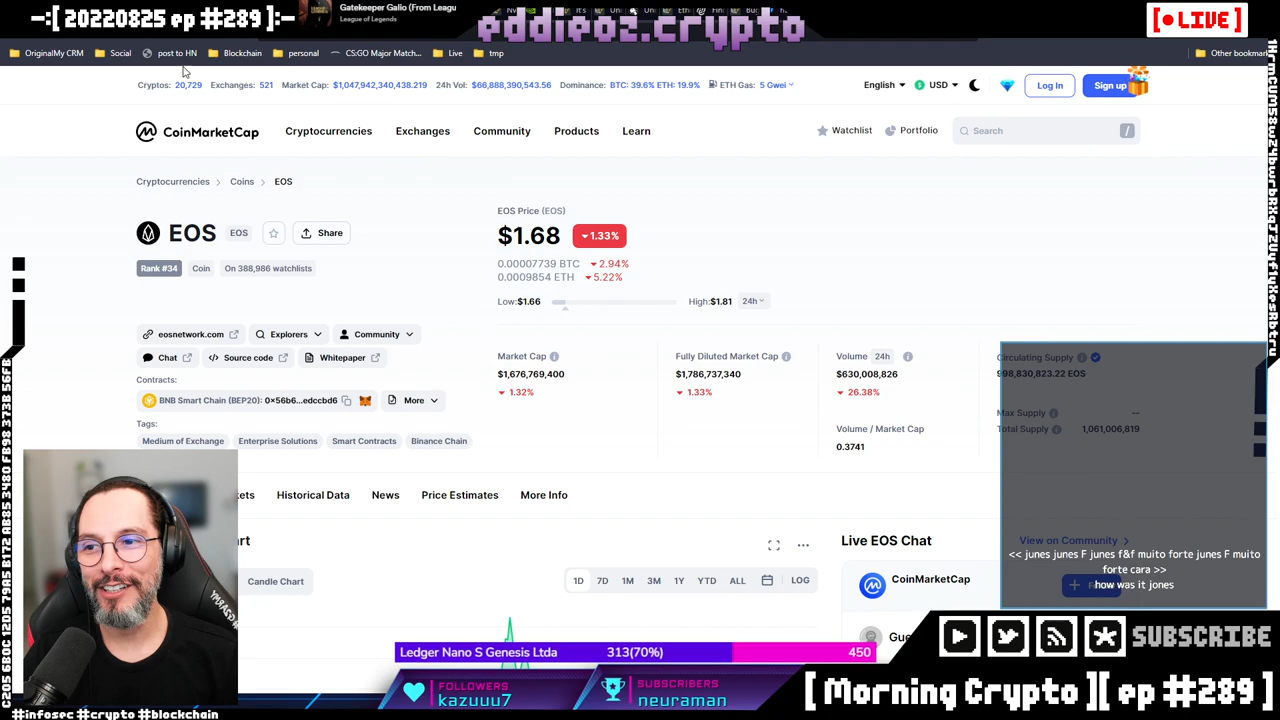 -:[ 20220825 ep #289 ]:-
Gatekeeper Galio (From Leagu
League of Legends
eddieoz.crypto
[ LIVE ]
OriginalMy CRM Social post to HN Blockchain personal CS:GO Major Match... Live tmp Other bookmark
Cryptos: 20,729 Exchanges: 521 Market Cap: $1,047,942,340,438.219 24h Vol: $66,888,390,543.56 Dominance: BTC: 39.6% ETH: 19.9% ETH Gas: 5 Gwei English USD Log In Sign up
CoinMarketCap Cryptocurrencies Exchanges Community Products Learn Watchlist Portfolio Search /
Cryptocurrencies > Coins > EOS
EOS EOS Share
Rank #34 Coin On 388,986 watchlists
EOS Price (EOS)
$1.68 1.33%
0.00007739 BTC 2.94%
0.0009854 ETH 5.22%
Low:$1.66 High:$1.81 24h
eosnetwork.com Explorers Community
Chat Source code Whitepaper
Contracts:
BNB Smart Chain (BEP20): 0x56b6...edccbd6 More
Tags:
Medium of Exchange Enterprise Solutions Smart Contracts Binance Chain
Market Cap
$1,676,769,400
1.32%
Fully Diluted Market Cap
$1,786,737,340
1.33%
Volume 24h
$630,008,826
26.38%
Volume / Market Cap
0.3741
Circulating Supply
998,830,823.22 EOS
Max Supply --
Total Supply 1,061,006,819
kets Historical Data News Price Estimates More Info
View on Community >
<< junes junes F junes f&f muito forte junes F muito
forte cara >>
how was it jones
rt
Candle Chart 1D 7D 1M 3M 1Y YTD ALL LOG
Live EOS Chat
CoinMarketCap
Gue
Ledger Nano S Genesis Ltda 313(70%) 450
FOLLOWERS
kazuuu7
SUBSCRIBERS
neuraman
SUBSCRIBE
[ Morning Crypto ][ ep #289 ]
#infosec #crypto #blockchain